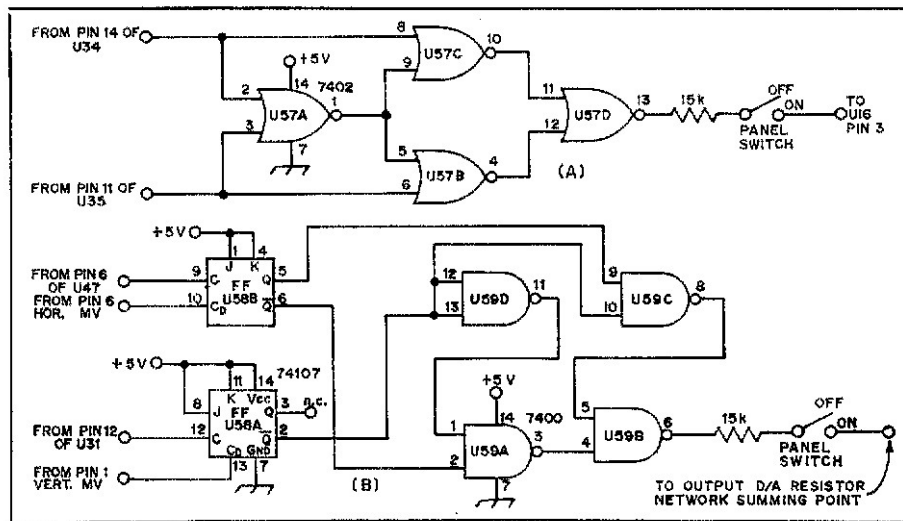 FROM PIN 14 OF
U34
8
U57C
10
9
+5V
14
7402
2
U57A
1
3
7
11
U57D
13
12
15k
OFF
ON
PANEL
SWITCH
TO
U16
PIN 3
5
U57B
4
6
(A)
FROM PIN 11 OF
U35
+5V
1
4
J
K
FROM PIN 6
OF U47
9
C
FF
Q
5
U58B
FROM PIN 6
HOR. MV
10
CD
Q
6
12
U59D
11
13
9
U59C
8
10
+5V
11
14
74107
K
VCC
Q
3
n.c.
8
J
FF
U58A
FROM PIN 12
OF U31
12
C
Q
2
CD
GND
FROM PIN 1
VERT. MV
13
7
(B)
+5V
14
7400
1
U59A
3
2
7
5
U59B
6
4
15k
OFF
ON
PANEL
SWITCH
TO OUTPUT D/A RESISTOR
NETWORK SUMMING POINT